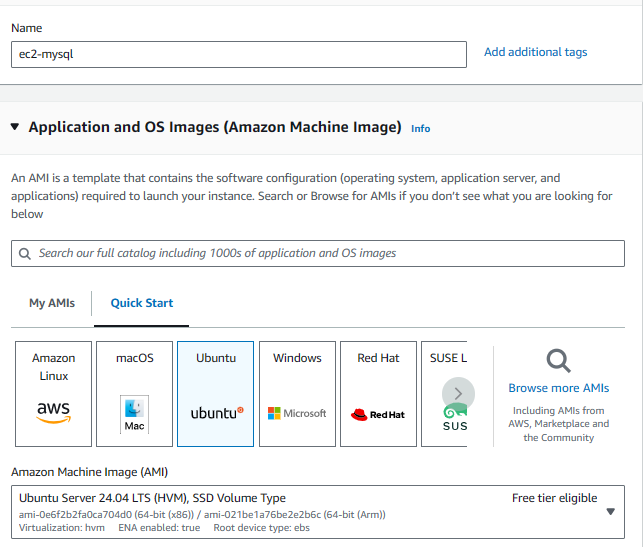 Name
ec2-mysql
Add additional tags
Application and OS Images (Amazon Machine Image) Info
An AMI is a template that contains the software configuration (operating system, application server, and
applications) required to launch your instance. Search or Browse for AMIs if you don't see what you are looking for
below
Search our full catalog including 1000s of application and OS images
My AMIs
Quick Start
Amazon
Linux
aws
macOS
Mac
Ubuntu
ubuntu
Windows
Microsoft
Red Hat
Red Hat
SUSE L
SUS
Browse more AMIs
Including AMIs from
AWS, Marketplace and
the Community
Amazon Machine Image (AMI)
Ubuntu Server 24.04 LTS (HVM), SSD Volume Type
Free tier eligible
ami-0e6f2b2fa0ca704d0 (64-bit (x86)) / ami-021be1a76be2e2b6c (64-bit (Arm))
Virtualization: hvm ENA enabled: true Root device type: ebs